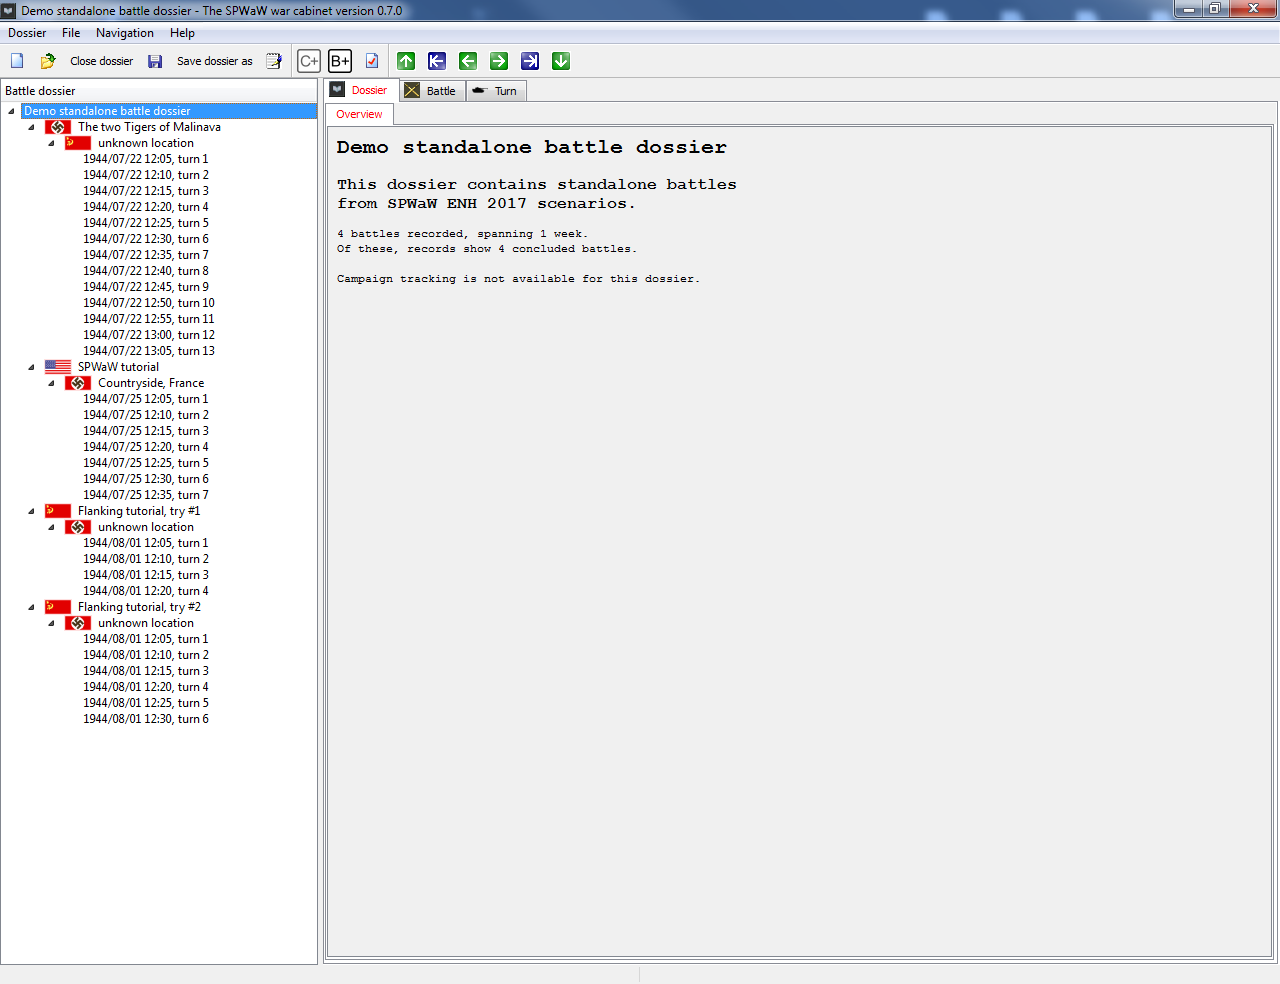 Demo standalone battle dossier - The SPWaW war cabinet version 0.7.0
Dossier File Navigation Help
Close dossier Save dossier as C+ B+
Battle dossier
Demo standalone battle dossier
The two Tigers of Malinava
unknown location
1944/07/22 12:05, turn 1
1944/07/22 12:10, turn 2
1944/07/22 12:15, turn 3
1944/07/22 12:20, turn 4
1944/07/22 12:25, turn 5
1944/07/22 12:30, turn 6
1944/07/22 12:35, turn 7
1944/07/22 12:40, turn 8
1944/07/22 12:45, turn 9
1944/07/22 12:50, turn 10
1944/07/22 12:55, turn 11
1944/07/22 13:00, turn 12
1944/07/22 13:05, turn 13
SPWaW tutorial
Countryside, France
1944/07/25 12:05, turn 1
1944/07/25 12:10, turn 2
1944/07/25 12:15, turn 3
1944/07/25 12:20, turn 4
1944/07/25 12:25, turn 5
1944/07/25 12:30, turn 6
1944/07/25 12:35, turn 7
Flanking tutorial, try #1
unknown location
1944/08/01 12:05, turn 1
1944/08/01 12:10, turn 2
1944/08/01 12:15, turn 3
1944/08/01 12:20, turn 4
Flanking tutorial, try #2
unknown location
1944/08/01 12:05, turn 1
1944/08/01 12:10, turn 2
1944/08/01 12:15, turn 3
1944/08/01 12:20, turn 4
1944/08/01 12:25, turn 5
1944/08/01 12:30, turn 6
Dossier Battle Turn
Overview
Demo standalone battle dossier
This dossier contains standalone battles
from SPWaW ENH 2017 scenarios.
4 battles recorded, spanning 1 week.
Of these, records show 4 concluded battles.
Campaign tracking is not available for this dossier.